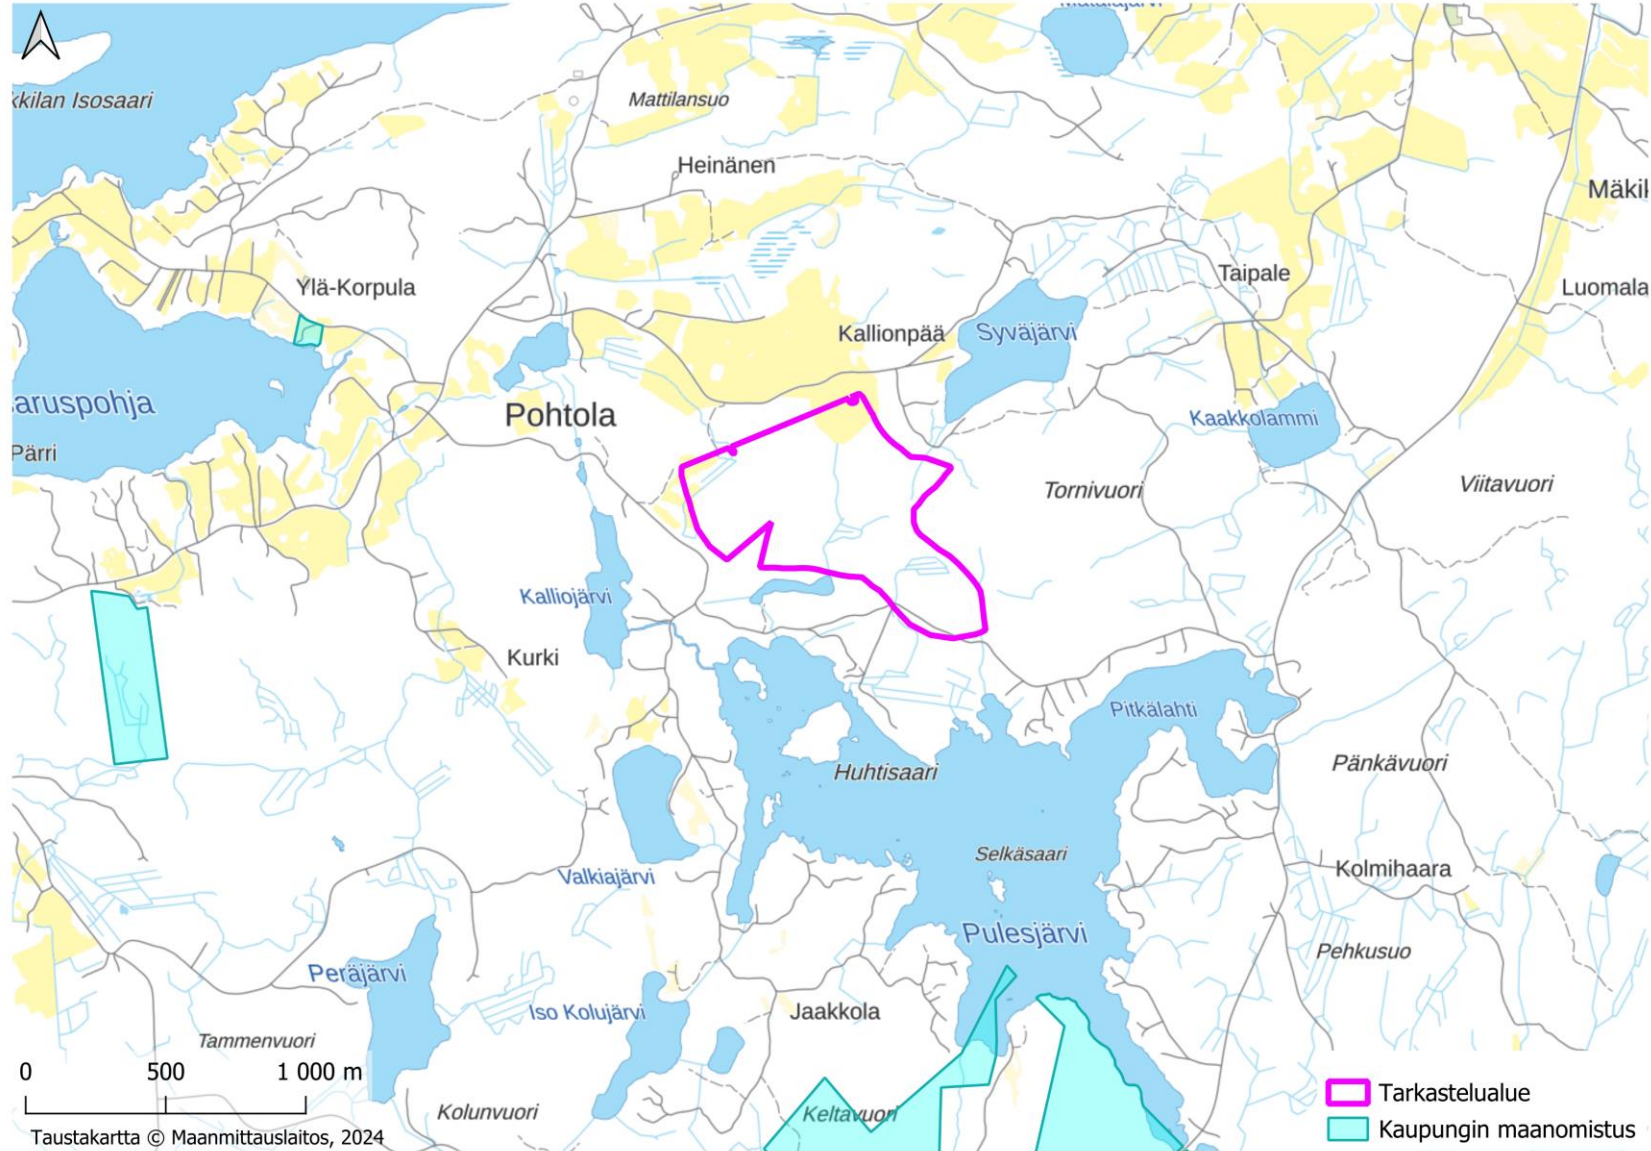 Matalajärvi
kkilan Isosaari
Mattilansuo
Heinänen
Mäkil
Ylä-Korpula
Taipale
Luomala
Kallionpää
Syväjärvi
aruspohja
Pohtola
Kaakkolammi
Pärri
Tornivuori
Viitavuori
Kalliojärvi
Kurki
Pitkälahti
Huhtisaari
Pänkävuori
Selkäsaari
Kolmihaara
Valkiajärvi
Pulesjärvi
Pehkusuo
Peräjärvi
Iso Kolujärvi
Jaakkola
Tammenvuori
0 500 1 000 m
Tarkastelualue
Kolunvuori
Keltavuori
Kaupungin maanomistus
Taustakartta © Maanmittauslaitos, 2024